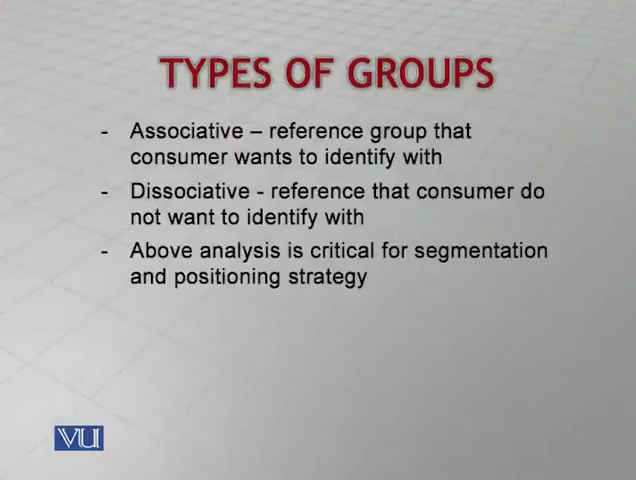 TYPES OF GROUPS
- Associative – reference group that
consumer wants to identify with
- Dissociative - reference that consumer do
not want to identify with
- Above analysis is critical for segmentation
and positioning strategy
VU